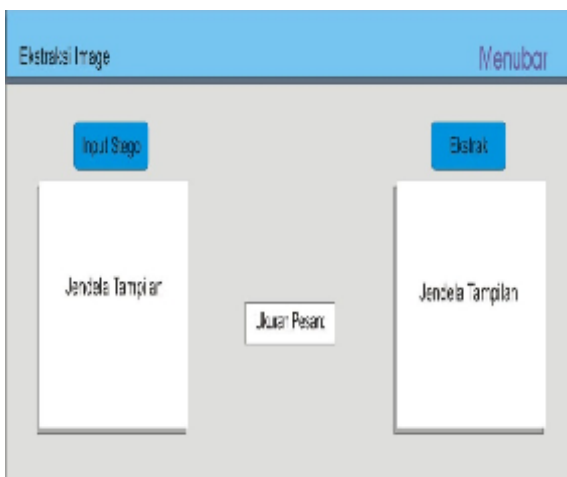 Ekstraksi Image
Menubar
Input Stego
Ekstrak
Jendela Tampilan
Ukuran Pesan:
Jendela Tampilan